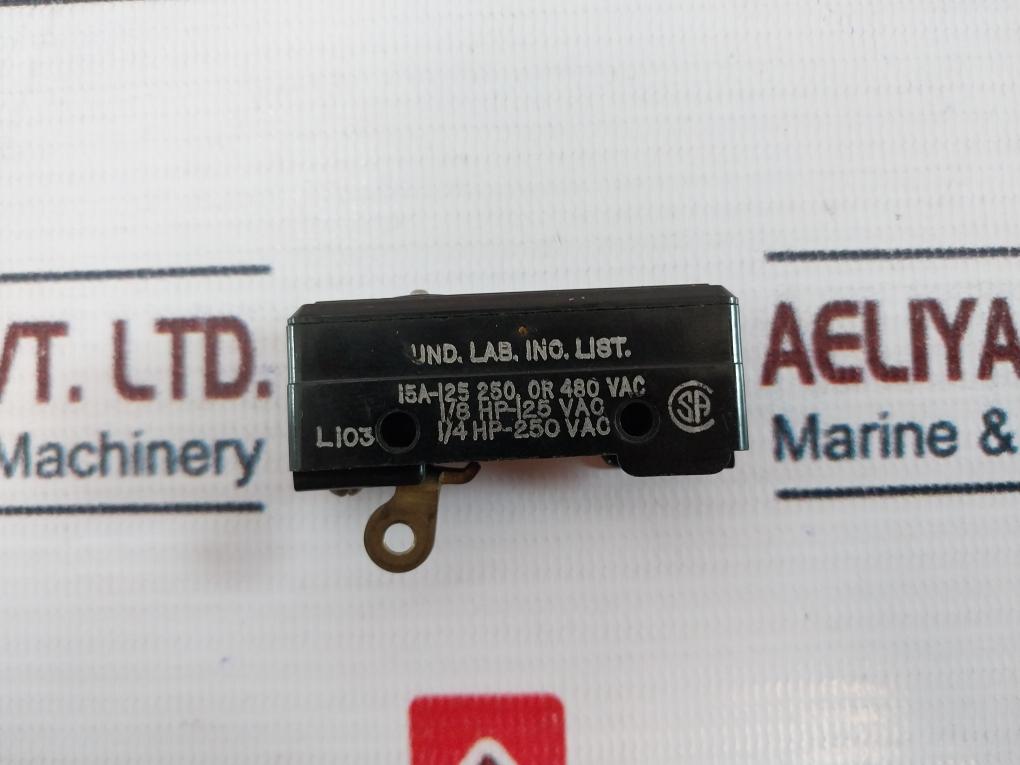 VT. LTD.
Machinery
AELIYA
Marine &
UND. LAB. INC. LIST.
15A-125 250, OR 480 VAC
1/8 HP-125 VAC
L103 1/4 HP-250 VAC
SA